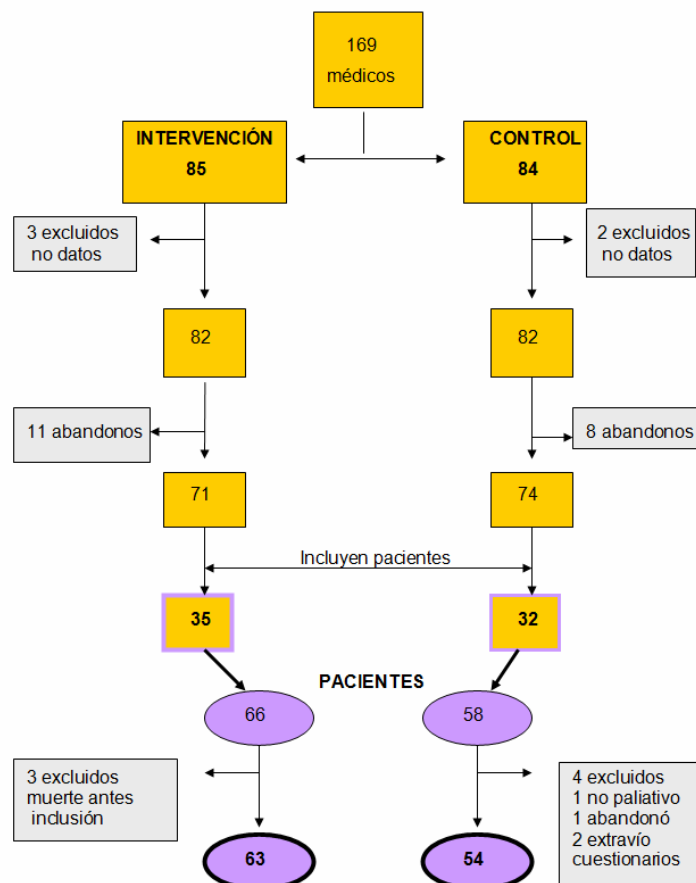 169
médicos
INTERVENCIÓN
85
CONTROL
84
3 excluidos
no datos
2 excluidos
no datos
82
82
11 abandonos
8 abandonos
71
74
Incluyen pacientes
35
32
PACIENTES
66
58
3 excluidos
muerte antes
inclusión
4 excluidos
1 no paliativo
1 abandonó
2 extravío
cuestionarios
63
54